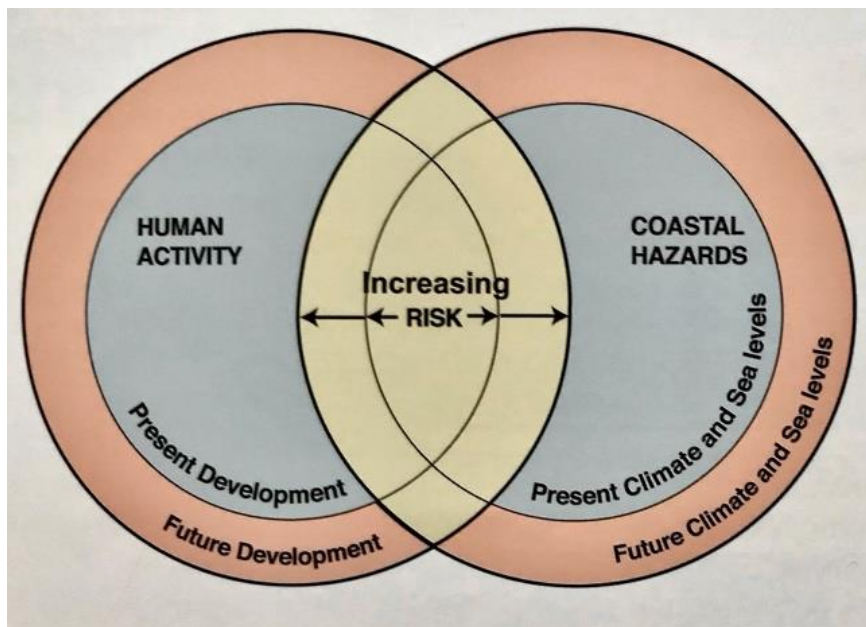 HUMAN
ACTIVITY
COASTAL
HAZARDS
Increasing
RISK
Present Development
Future Development
Present Climate and Sea levels
Future Climate and Sea levels